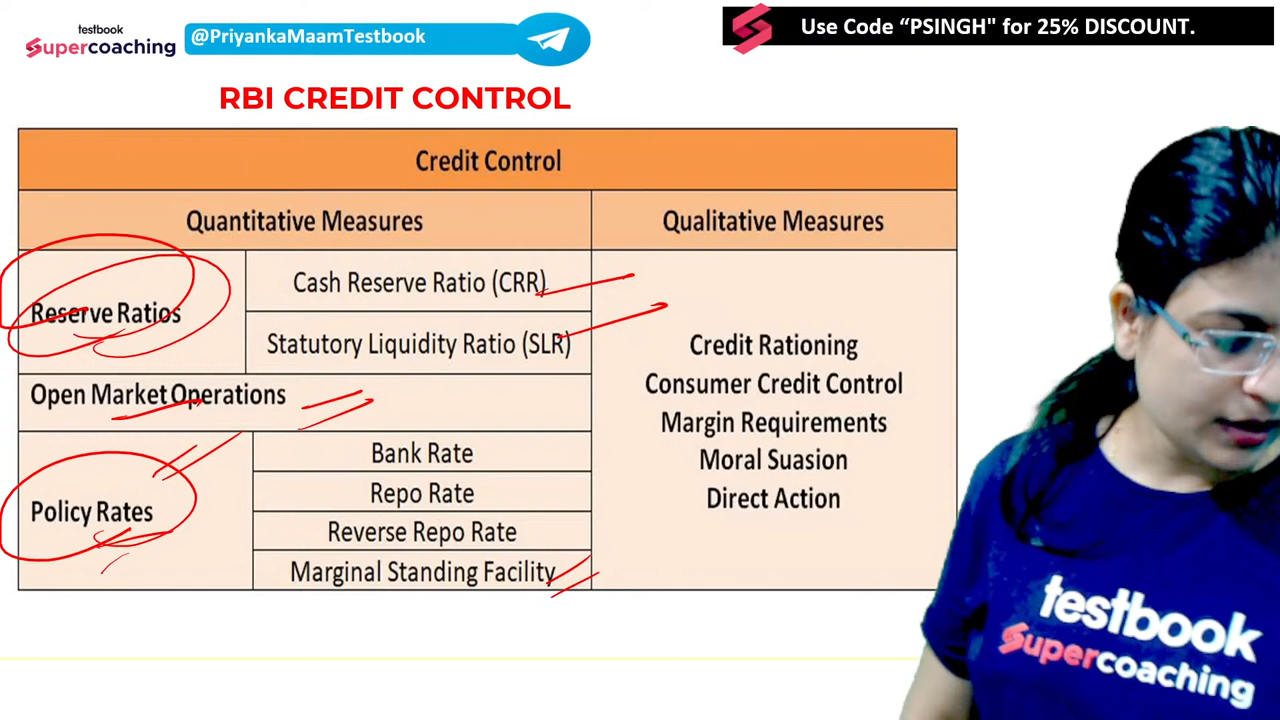 testbook
Supercoaching
@PriyankaMaamTestbook
Use Code “PSINGH" for 25% DISCOUNT.
RBI CREDIT CONTROL
Credit Control
Quantitative Measures
Qualitative Measures
Reserve Ratios
Cash Reserve Ratio (CRR)
Statutory Liquidity Ratio (SLR)
Open Market Operations
Policy Rates
Bank Rate
Repo Rate
Reverse Repo Rate
Marginal Standing Facility
Credit Rationing
Consumer Credit Control
Margin Requirements
Moral Suasion
Direct Action
testbook
Supercoaching